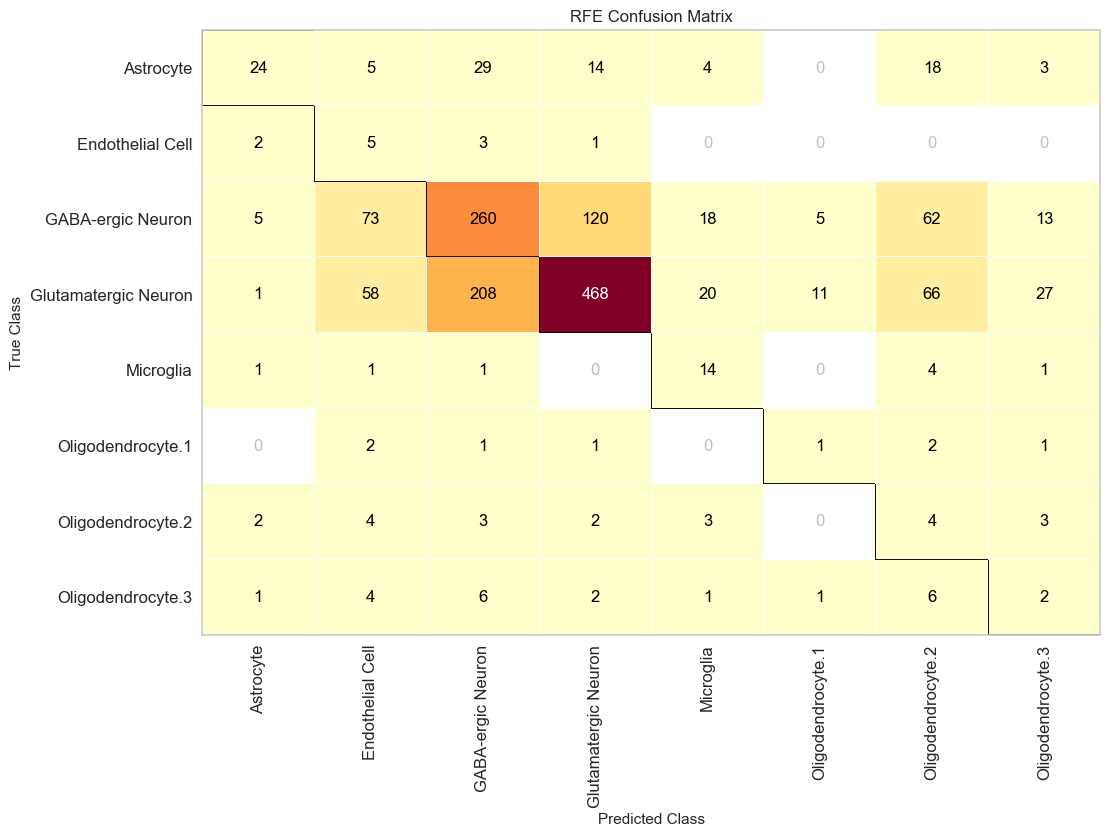 RFE Confusion Matrix
True Class
Astrocyte 24 5 29 14 4 0 18 3
Endothelial Cell 2 5 3 1 0 0 0 0
GABA-ergic Neuron 5 73 260 120 18 5 62 13
Glutamatergic Neuron 1 58 208 468 20 11 66 27
Microglia 1 1 1 0 14 0 4 1
Oligodendrocyte.1 0 2 1 1 0 1 2 1
Oligodendrocyte.2 2 4 3 2 3 0 4 3
Oligodendrocyte.3 1 4 6 2 1 1 6 2
Astrocyte
Endothelial Cell
GABA-ergic Neuron
Glutamatergic Neuron
Microglia
Oligodendrocyte.1
Oligodendrocyte.2
Oligodendrocyte.3
Predicted Class